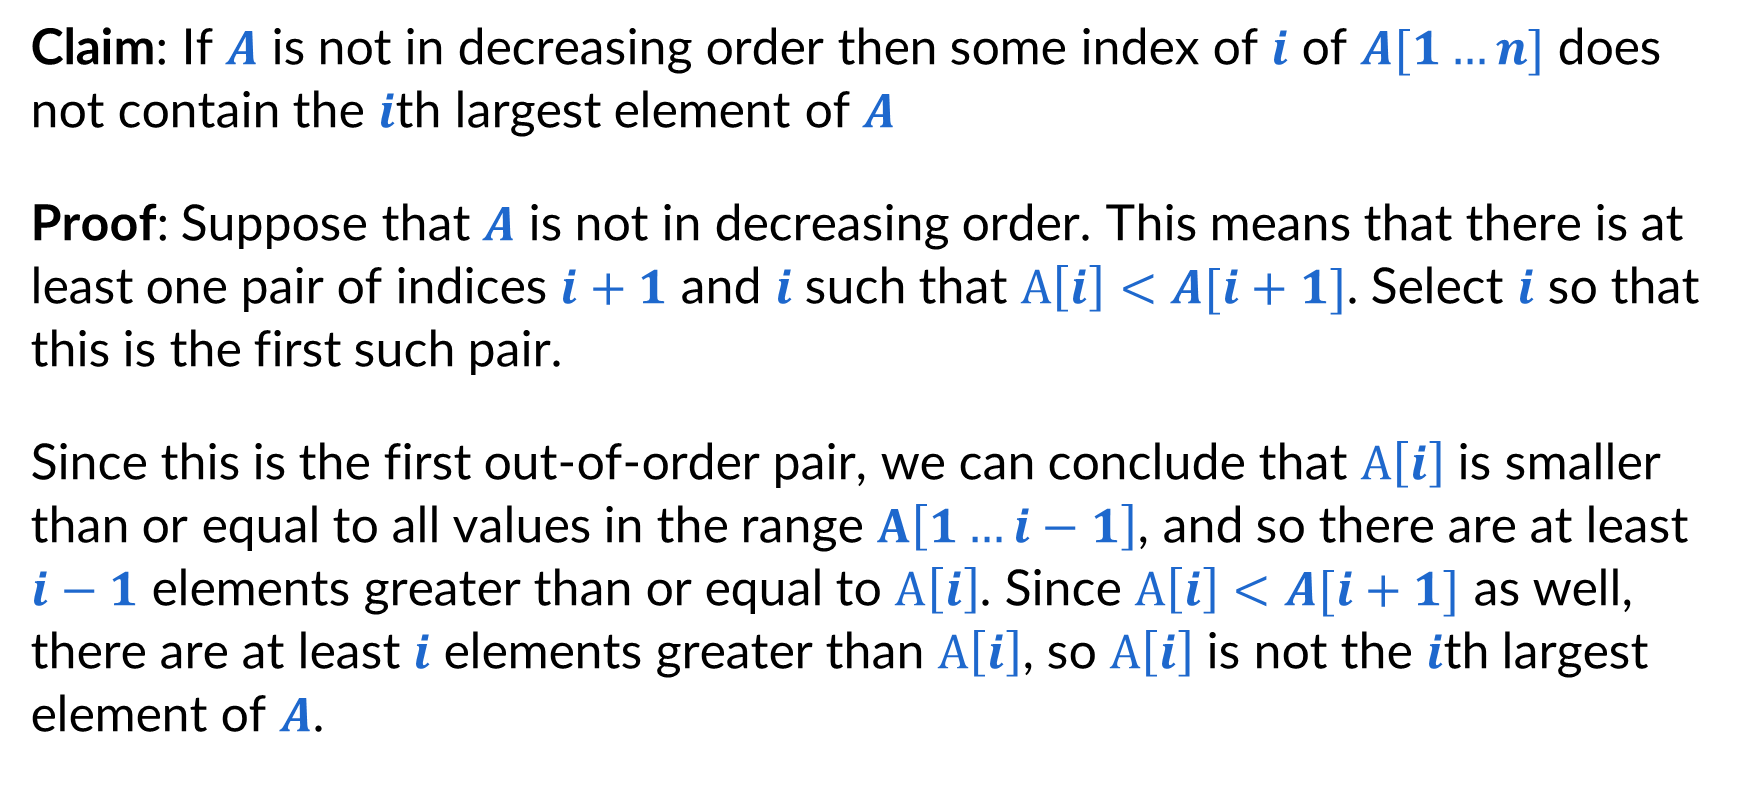 Claim: If A is not in decreasing order then some index of i of A[1 … n] does
not contain the ith largest element of A
Proof: Suppose that A is not in decreasing order. This means that there is at
least one pair of indices i + 1 and i such that A[i] < A[i + 1]. Select i so that
this is the first such pair.
Since this is the first out-of-order pair, we can conclude that A[i] is smaller
than or equal to all values in the range A[1 … i − 1], and so there are at least
i − 1 elements greater than or equal to A[i]. Since A[i] < A[i + 1] as well,
there are at least i elements greater than A[i], so A[i] is not the ith largest
element of A.